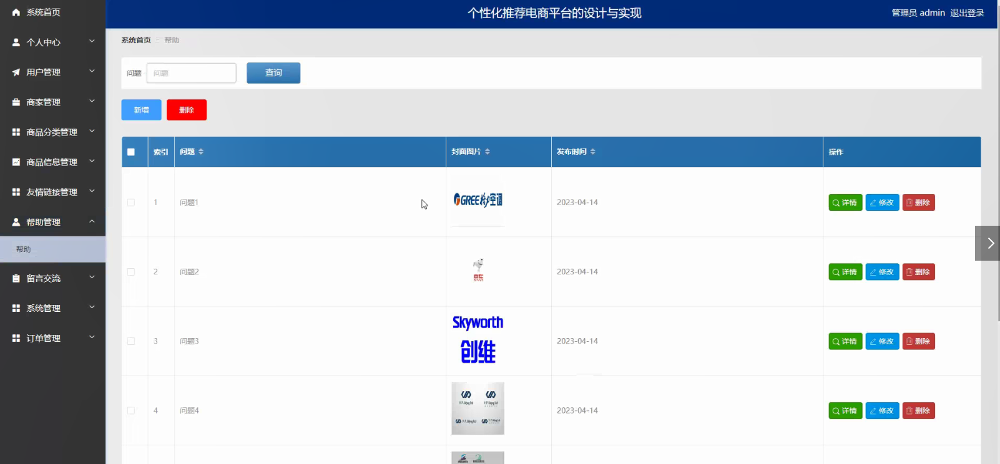 个性化推荐电商平台的设计与实现
管理员 admin 退出登录
系统首页
个人中心
用户管理
商家管理
商品分类管理
商品信息管理
友情链接管理
帮助管理
帮助
留言交流
系统管理
订单管理
系统首页 帮助
问题 问题 查询
新增 删除
索引 问题 封面图片 发布时间 操作
1 问题1 GREE格力空调 2023-04-14 详情 修改 删除
2 问题2 京东 2023-04-14 详情 修改 删除
3 问题3 Skyworth 创维 2023-04-14 详情 修改 删除
4 问题4 2023-04-14 详情 修改 删除